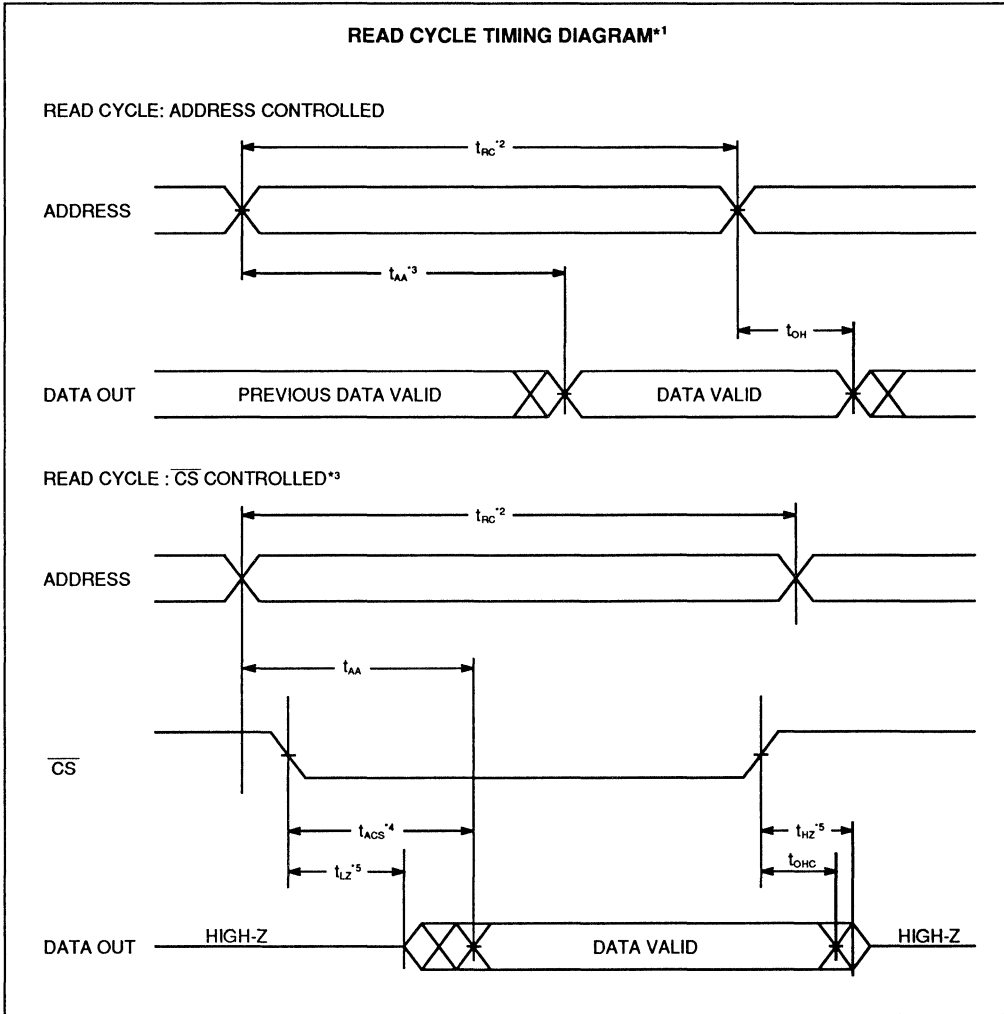 READ CYCLE TIMING DIAGRAM*1
READ CYCLE: ADDRESS CONTROLLED
tRC*2
ADDRESS
tAA*3
tOH
DATA OUT
PREVIOUS DATA VALID
DATA VALID
READ CYCLE : C̅S̅ CONTROLLED*3
tRC*2
ADDRESS
tAA
C̅S̅
tACS*4
tHZ*5
tLZ*5
tOHC
DATA OUT
HIGH-Z
DATA VALID
HIGH-Z